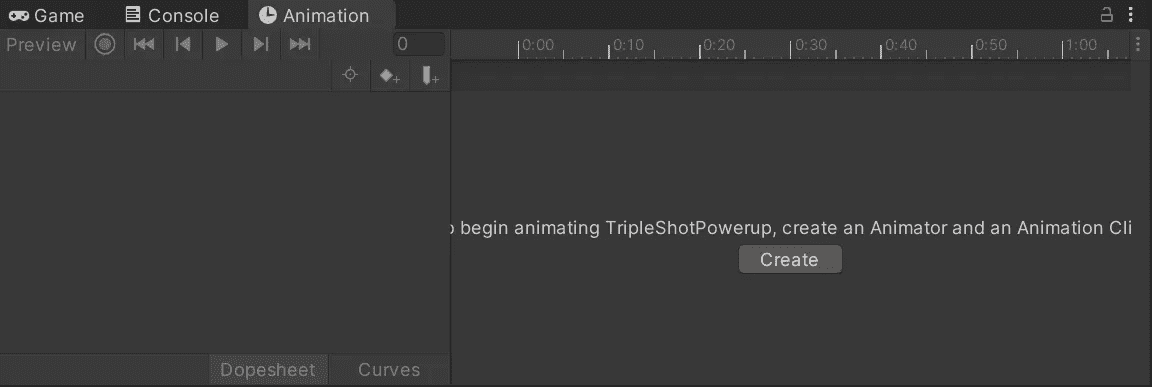 Game Console Animation
Preview 0 0:00 0:10 0:20 0:30 0:40 0:50 1:00
begin animating TripleShotPowerup, create an Animator and an Animation Cli
Create
Dopesheet Curves